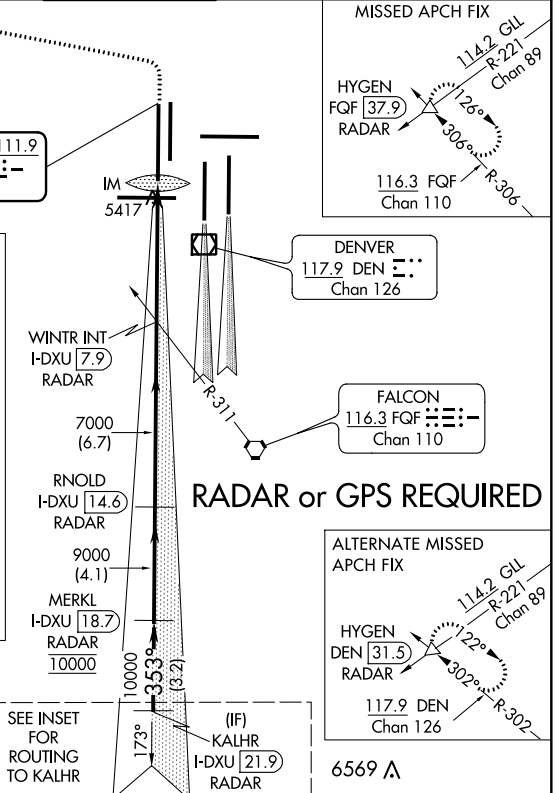 MISSED APCH FIX
114.2 GLL
R-221
Chan 89
HYGEN
FQF 37.9
RADAR
126°
306°
116.3 FQF
Chan 110
R-306
111.9
IM
5417
DENVER
117.9 DEN
Chan 126
WINTR INT
I-DXU 7.9
RADAR
R-311
FALCON
116.3 FQF
Chan 110
7000
(6.7)
RNOLD
I-DXU 14.6
RADAR
RADAR or GPS REQUIRED
9000
(4.1)
MERKL
I-DXU 18.7
RADAR
10000
ALTERNATE MISSED
APCH FIX
114.2 GLL
R-221
Chan 89
HYGEN
DEN 31.5
RADAR
122°
302°
117.9 DEN
Chan 126
R-302
10000
353°
(3.2)
173°
SEE INSET
FOR
ROUTING
TO KALHR
(IF)
KALHR
I-DXU 21.9
RADAR
6569